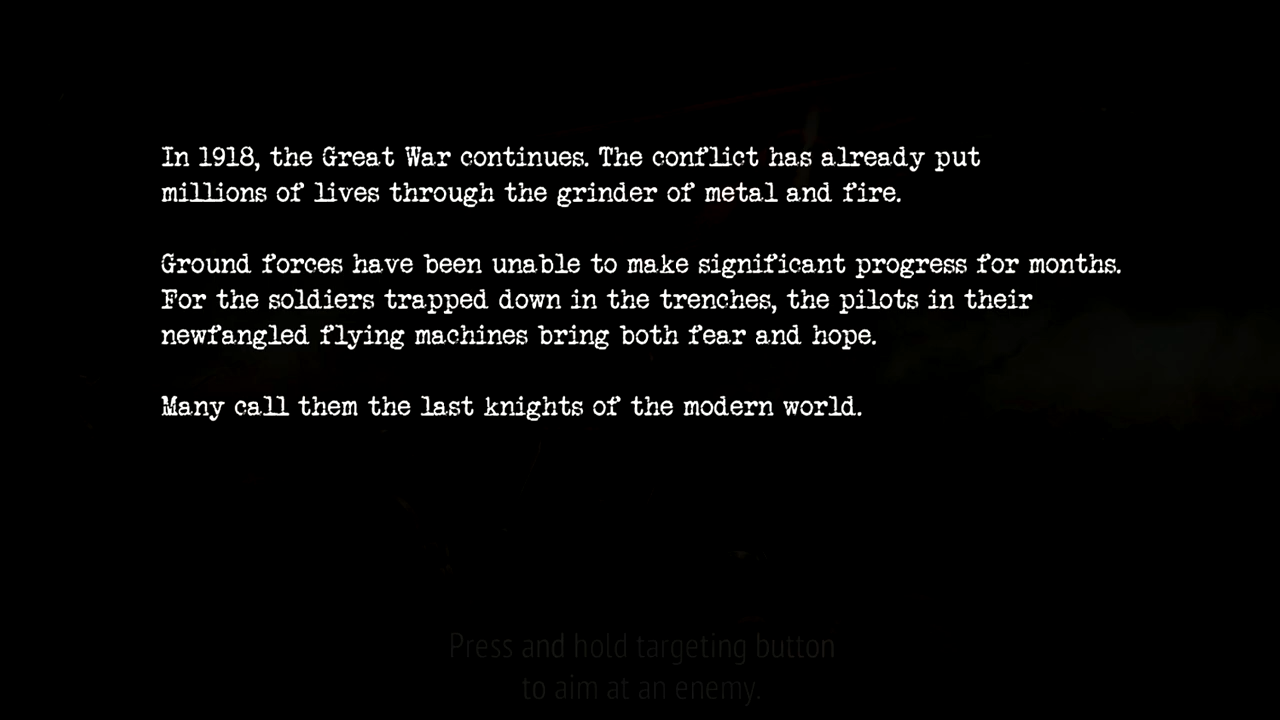 In 1918, the Great War continues. The conflict has already put
millions of lives through the grinder of metal and fire.
Ground forces have been unable to make significant progress for months.
For the soldiers trapped down in the trenches, the pilots in their
newfangled flying machines bring both fear and hope.
Many call them the last knights of the modern world.
Press and hold targeting button
to aim at an enemy.